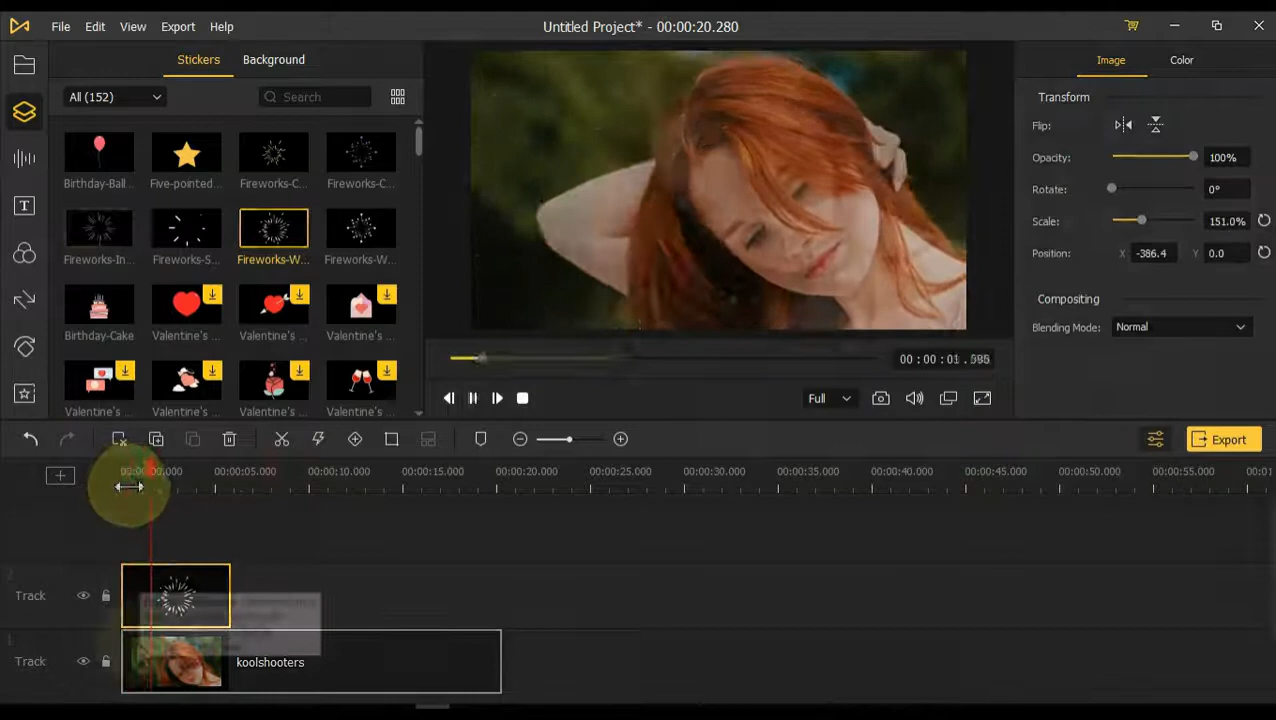 File Edit View Export Help
Untitled Project* - 00:00:20.280
Stickers Background
All (152)
Search
Birthday-Ball...
Five-pointed...
Fireworks-C...
Fireworks-C...
Fireworks-In...
Fireworks-S...
Fireworks-W...
Fireworks-W...
Birthday-Cake
Valentine's ...
Valentine's ...
Valentine's ...
Valentine's ...
Valentine's ...
Valentine's ...
Valentine's ...
Image Color
Transform
Flip:
Opacity: 100%
Rotate: 0°
Scale: 151.0%
Position: X -386.4 Y 0.0
Compositing
Blending Mode: Normal
Full
Export
00:00:05.000 00:00:10.000 00:00:15.000 00:00:20.000 00:00:25.000 00:00:30.000 00:00:35.000 00:00:40.000 00:00:45.000 00:00:50.000 00:00:55.000 00:01
2
Track
1
Track
koolshooters